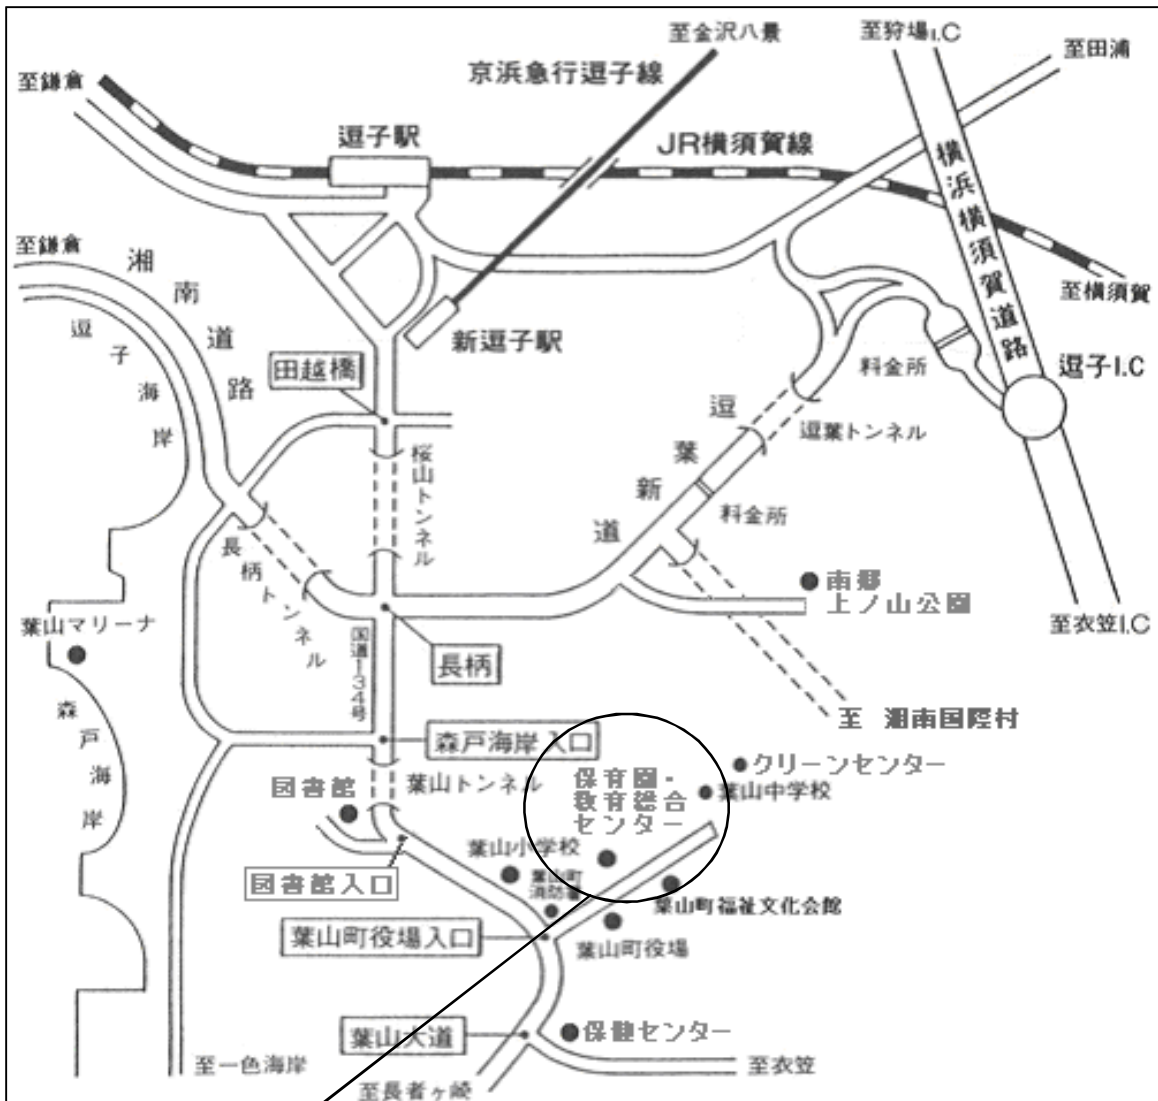 至金沢八景
至狩場I.C
至田浦
京浜急行逗子線
至鎌倉
逗子駅
JR横須賀線
横浜横須賀道路
至鎌倉
湘南道路
至横須賀
逗子海岸
新逗子駅
田越橋
料金所
逗子I.C
逗葉新道
逗葉トンネル
桜山トンネル
料金所
長柄トンネル
南郷
上ノ山公園
葉山マリーナ
国道134号
長柄
至衣笠I.C
至 湘南国際村
森戸海岸
森戸海岸入口
クリーンセンター
図書館
葉山トンネル
保育園・
教育総合
センター
葉山中学校
葉山小学校
葉山町
消防署
図書館入口
葉山町福祉文化会館
葉山町役場入口
葉山町役場
葉山大道
保健センター
至一色海岸
至衣笠
至長者ヶ崎